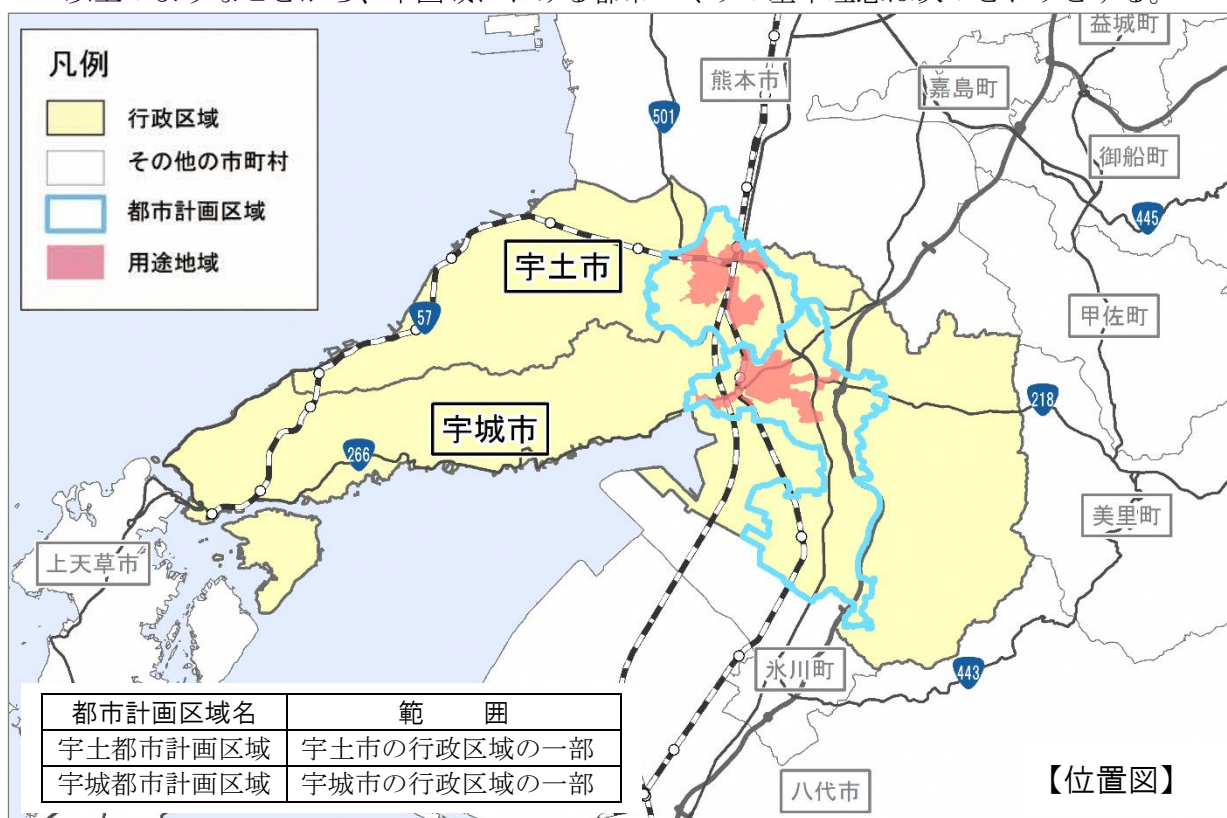 凡例
行政区域
その他の市町村
都市計画区域
用途地域
益城町
熊本市
嘉島町
501
御船町
445
宇土市
57
甲佐町
宇城市
218
266
美里町
上天草市
氷川町
443
都市計画区域名 範 囲
宇土都市計画区域 宇土市の行政区域の一部
宇城都市計画区域 宇城市の行政区域の一部
八代市
【位置図】